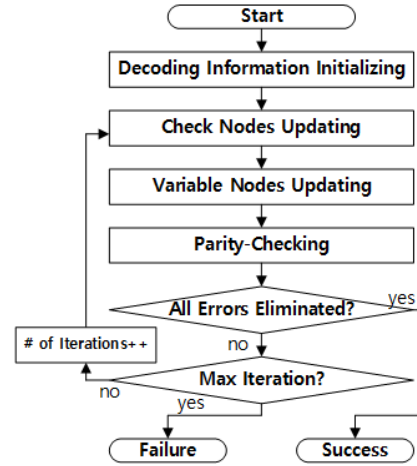 Start
Decoding Information Initializing
Check Nodes Updating
Variable Nodes Updating
Parity-Checking
All Errors Eliminated?
yes
no
# of Iterations++
Max Iteration?
no
yes
Failure
Success